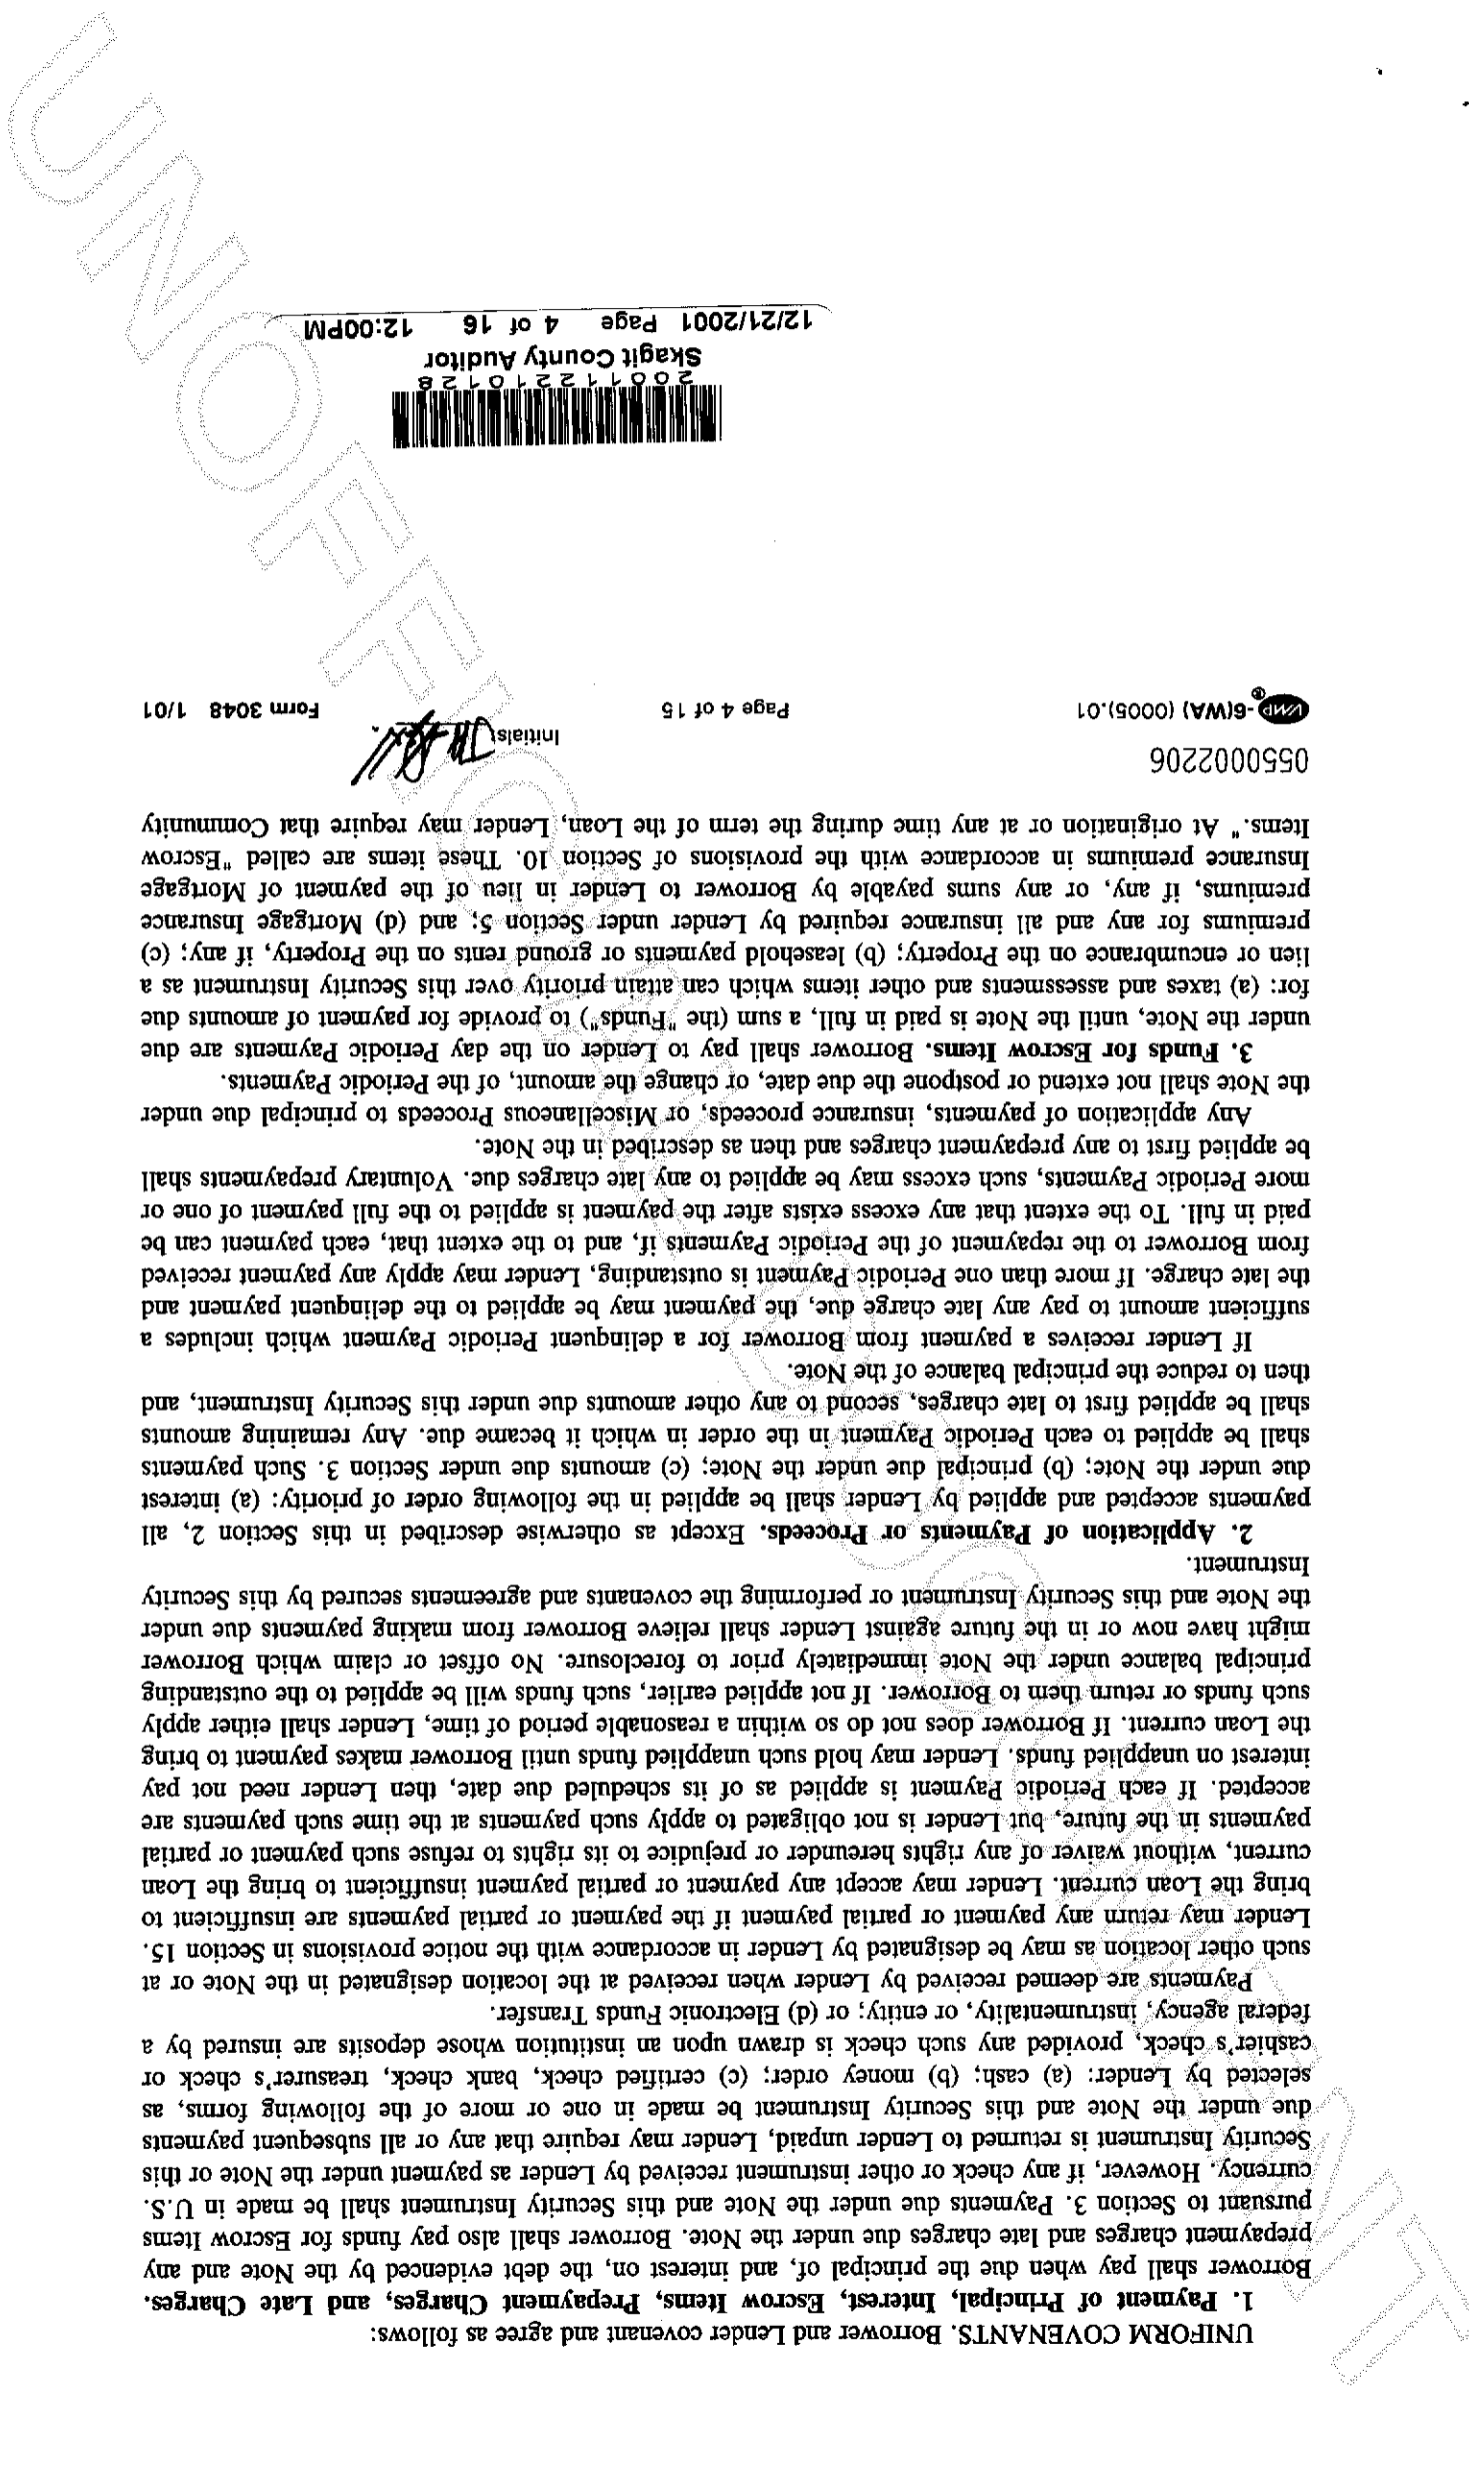 UNIFORM COVENANTS. Borrower and Lender covenant and agree as follows:
1. Payment of Principal, Interest, Escrow Items, Prepayment Charges, and Late Charges.
Borrower shall pay when due the principal of, and interest on, the debt evidenced by the Note and any
prepayment charges and late charges due under the Note. Borrower shall also pay funds for Escrow Items
pursuant to Section 3. Payments due under the Note and this Security Instrument shall be made in U.S.
currency. However, if any check or other instrument received by Lender as payment under the Note or this
Security Instrument is returned to Lender unpaid, Lender may require that any or all subsequent payments
due under the Note and this Security Instrument be made in one or more of the following forms, as
selected by Lender: (a) cash; (b) money order; (c) certified check, bank check, treasurer's check or
cashier's check, provided any such check is drawn upon an institution whose deposits are insured by a
federal agency, instrumentality, or entity; or (d) Electronic Funds Transfer.
Payments are deemed received by Lender when received at the location designated in the Note or at
such other location as may be designated by Lender in accordance with the notice provisions in Section 15.
Lender may return any payment or partial payment if the payment or partial payments are insufficient to
bring the Loan current. Lender may accept any payment or partial payment insufficient to bring the Loan
current, without waiver of any rights hereunder or prejudice to its rights to refuse such payment or partial
payments in the future, but Lender is not obligated to apply such payments at the time such payments are
accepted. If each Periodic Payment is applied as of its scheduled due date, then Lender need not pay
interest on unapplied funds. Lender may hold such unapplied funds until Borrower makes payment to bring
the Loan current. If Borrower does not do so within a reasonable period of time, Lender shall either apply
such funds or return them to Borrower. If not applied earlier, such funds will be applied to the outstanding
principal balance under the Note immediately prior to foreclosure. No offset or claim which Borrower
might have now or in the future against Lender shall relieve Borrower from making payments due under
the Note and this Security Instrument or performing the covenants and agreements secured by this Security
Instrument.
2. Application of Payments or Proceeds. Except as otherwise described in this Section 2, all
payments accepted and applied by Lender shall be applied in the following order of priority: (a) interest
due under the Note; (b) principal due under the Note; (c) amounts due under Section 3. Such payments
shall be applied to each Periodic Payment in the order in which it became due. Any remaining amounts
shall be applied first to late charges, second to any other amounts due under this Security Instrument, and
then to reduce the principal balance of the Note.
If Lender receives a payment from Borrower for a delinquent Periodic Payment which includes a
sufficient amount to pay any late charge due, the payment may be applied to the delinquent payment and
the late charge. If more than one Periodic Payment is outstanding, Lender may apply any payment received
from Borrower to the repayment of the Periodic Payments if, and to the extent that, each payment can be
paid in full. To the extent that any excess exists after the payment is applied to the full payment of one or
more Periodic Payments, such excess may be applied to any late charges due. Voluntary prepayments shall
be applied first to any prepayment charges and then as described in the Note.
Any application of payments, insurance proceeds, or Miscellaneous Proceeds to principal due under
the Note shall not extend or postpone the due date, or change the amount, of the Periodic Payments.
3. Funds for Escrow Items. Borrower shall pay to Lender on the day Periodic Payments are due
under the Note, until the Note is paid in full, a sum (the "Funds") to provide for payment of amounts due
for: (a) taxes and assessments and other items which can attain priority over this Security Instrument as a
lien or encumbrance on the Property; (b) leasehold payments or ground rents on the Property, if any; (c)
premiums for any and all insurance required by Lender under Section 5; and (d) Mortgage Insurance
premiums, if any, or any sums payable by Borrower to Lender in lieu of the payment of Mortgage
Insurance premiums in accordance with the provisions of Section 10. These items are called "Escrow
Items." At origination or at any time during the term of the Loan, Lender may require that Community
0550002206
Initials
VMP-6(WA) (0005).01 Page 4 of 15 Form 3048 1/01
200112210128
Skagit County Auditor
12/21/2001 Page 4 of 16 12:00PM
UNOFFICIAL DOCUMENT